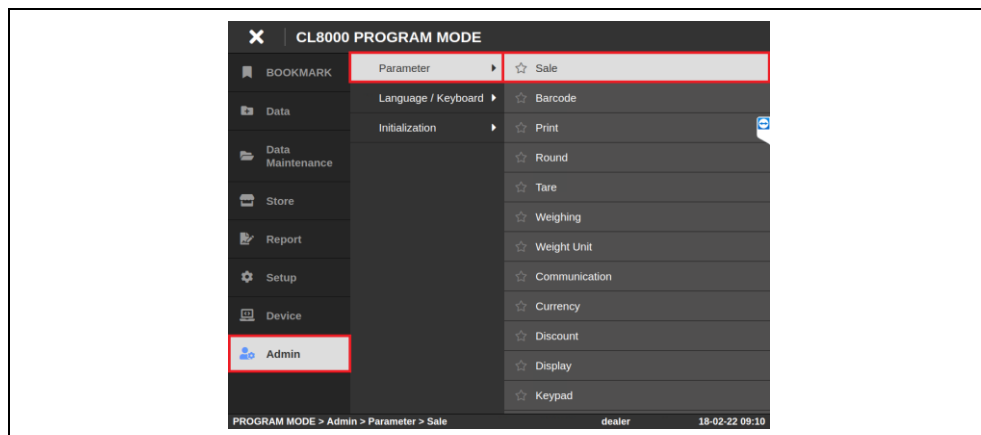 CL8000 PROGRAM MODE
BOOKMARK
Data
Data
Maintenance
Store
Report
Setup
Device
Admin
Parameter
Language / Keyboard
Initialization
Sale
Barcode
Print
Round
Tare
Weighing
Weight Unit
Communication
Currency
Discount
Display
Keypad
PROGRAM MODE > Admin > Parameter > Sale
dealer
18-02-22 09:10